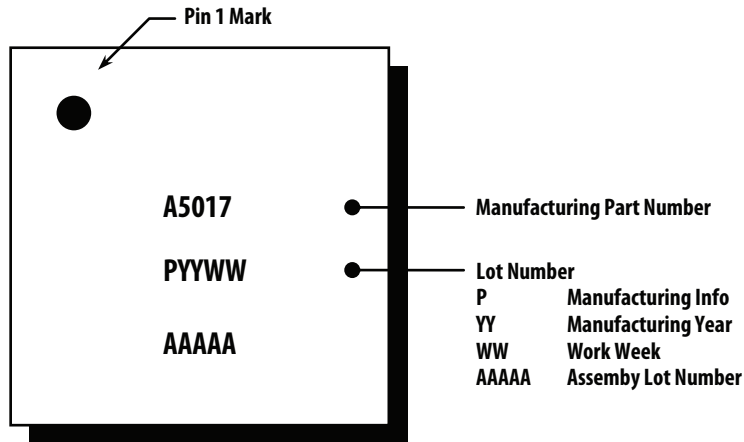 Pin 1 Mark
A5017
Manufacturing Part Number
PYYWW
Lot Number
P Manufacturing Info
YY Manufacturing Year
WW Work Week
AAAAA
AAAAA Assemby Lot Number